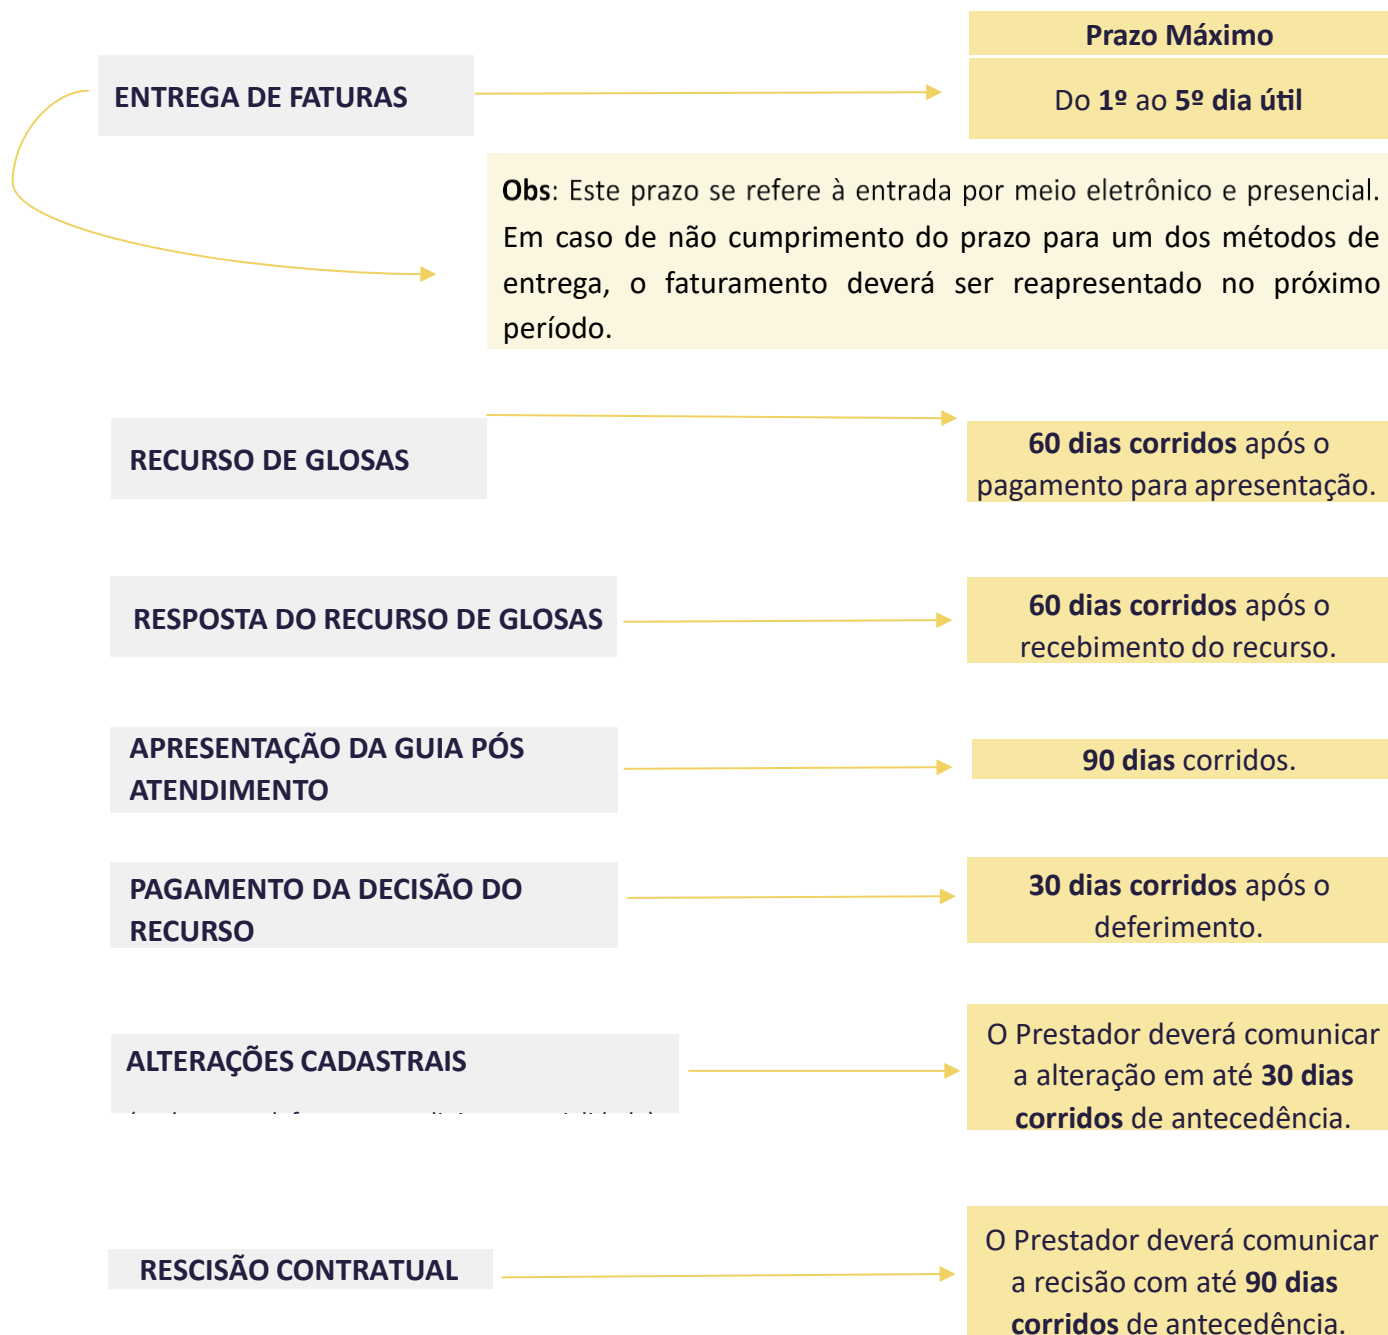 Prazo Máximo
ENTREGA DE FATURAS
Do 1º ao 5º dia útil
Obs: Este prazo se refere à entrada por meio eletrônico e presencial.
Em caso de não cumprimento do prazo para um dos métodos de
entrega, o faturamento deverá ser reapresentado no próximo
período.
RECURSO DE GLOSAS
60 dias corridos após o
pagamento para apresentação.
RESPOSTA DO RECURSO DE GLOSAS
60 dias corridos após o
recebimento do recurso.
APRESENTAÇÃO DA GUIA PÓS
ATENDIMENTO
90 dias corridos.
PAGAMENTO DA DECISÃO DO
RECURSO
30 dias corridos após o
deferimento.
ALTERAÇÕES CADASTRAIS
O Prestador deverá comunicar
a alteração em até 30 dias
corridos de antecedência.
RESCISÃO CONTRATUAL
O Prestador deverá comunicar
a recisão com até 90 dias
corridos de antecedência.